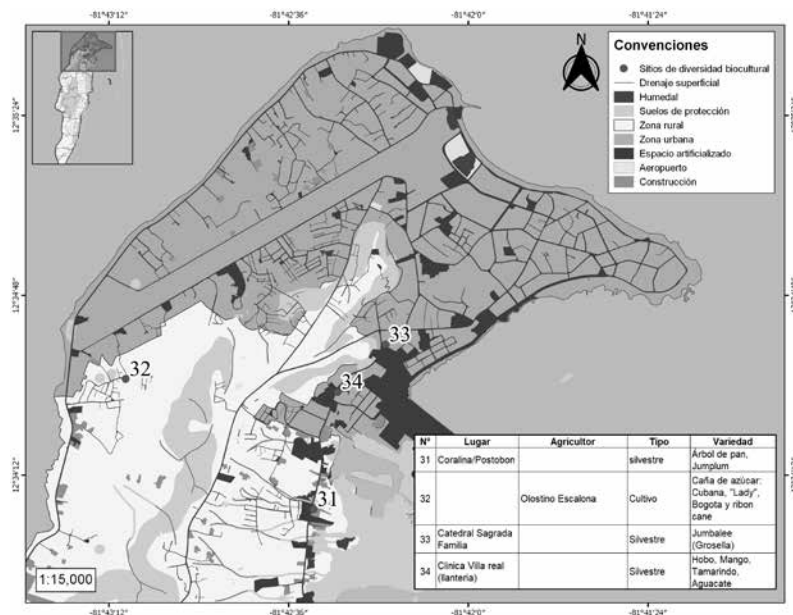 -81°43'12" -81°42'36" -81°42'0" -81°41'24"
N
Convenciones
Sitios de diversidad biocultural
Drenaje superficial
Humedal
Suelos de protección
Zona rural
Zona urbana
Espacio artificializado
Aeropuerto
Construcción
12°35'24"
12°34'48"
33
32
34
31
12°34'12"
N° Lugar Agricultor Tipo Variedad
31 Coralina/Postobon silvestre Árbol de pan,
Jumplum
32 Olostino Escalona Cultivo Caña de azúcar:
Cubana, "Lady",
Bogota y ribon
cane
33 Catedral Sagrada
Familia Silvestre Jumbalee
(Grosella)
34 Clinica Villa real
(llanteria) Silvestre Hobo, Mango,
Tamarindo,
Aguacate
1:15,000
-81°43'12" -81°42'36" -81°42'0" -81°41'24"